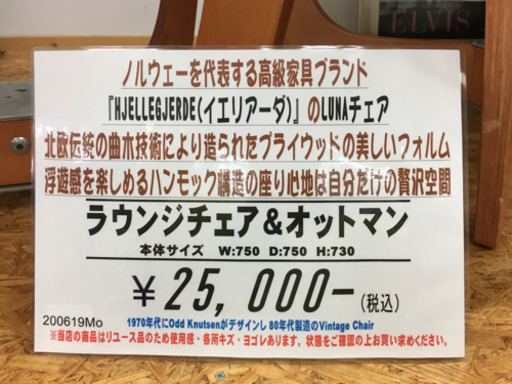 ELVIS
ノルウェーを代表する高級家具ブランド
『HJELLEGJERDE(イエリアーダ)』のLUNAチェア
北欧伝統の曲木技術により造られたプライウッドの美しいフォルム
浮遊感を楽しめるハンモック構造の座り心地は自分だけの贅沢空間
ラウンジチェア&オットマン
本体サイズ W:750 D:750 H:730
¥25,000-(税込)
1970年代にOdd Knutsenがデザインし 80年代製造のVintage Chair
200619Mo
※当店の商品はリユース品のため使用感・各所キズ・ヨゴレあります。状態をご確認の上お買い求めください。